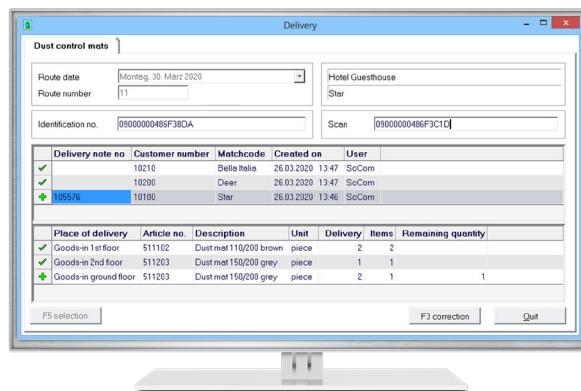 Delivery
Dust control mats
Route date Montag, 30. März 2020
Route number 11
Hotel Guesthouse
Star
Identification no. 09000000486F38DA
Scan 09000000486F3C1D
Delivery note no Customer number Matchcode Created on User
10210 Bella Italia 26.03.2020 13:47 SoCom
10200 Deer 26.03.2020 13:47 SoCom
105576 10100 Star 26.03.2020 13:46 SoCom
Place of delivery Article no. Description Unit Delivery Items Remaining quantity
Goods-in 1st floor 511102 Dust mat 110/200 brown piece 2 2
Goods-in 2nd floor 511203 Dust mat 150/200 grey piece 1 1
Goods-in ground floor 511203 Dust mat 150/200 grey piece 2 1 1
F5 selection
F3 correction
Quit